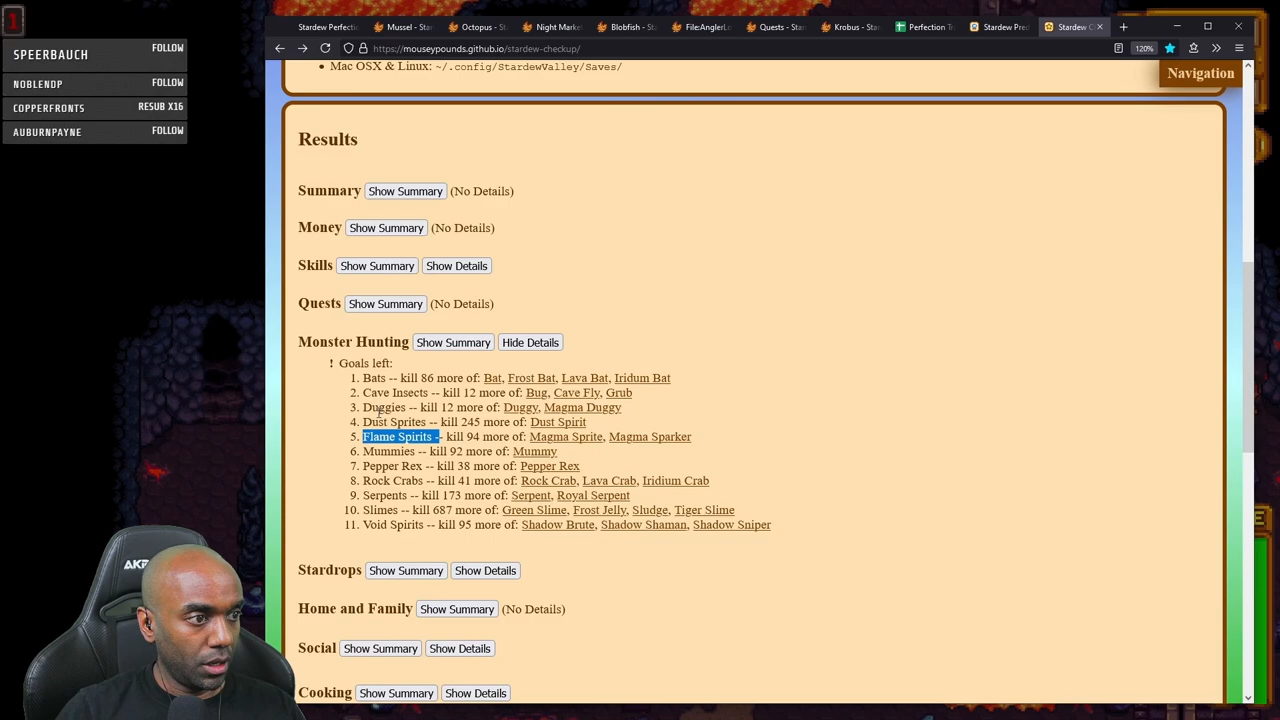 1
SPEERBAUCH FOLLOW
NOBLENDP FOLLOW
COPPERFRONTS RESUB X16
AUBURNPAYNE FOLLOW
Stardew Perfecti
Mussel - Star
Octopus - St
Night Marke
Blobfish - St
File:AnglerLo
Quests - Star
Krobus - Star
Perfection Tr
Stardew Pred
Stardew C
https://mouseypounds.github.io/stardew-checkup/
120%
Mac OSX & Linux: ~/.config/StardewValley/Saves/
Navigation
Results
Summary Show Summary (No Details)
Money Show Summary (No Details)
Skills Show Summary Show Details
Quests Show Summary (No Details)
Monster Hunting Show Summary Hide Details
! Goals left:
1. Bats -- kill 86 more of: Bat, Frost Bat, Lava Bat, Iridum Bat
2. Cave Insects -- kill 12 more of: Bug, Cave Fly, Grub
3. Duggies -- kill 12 more of: Duggy, Magma Duggy
4. Dust Sprites -- kill 245 more of: Dust Spirit
5. Flame Spirits -- kill 94 more of: Magma Sprite, Magma Sparker
6. Mummies -- kill 92 more of: Mummy
7. Pepper Rex -- kill 38 more of: Pepper Rex
8. Rock Crabs -- kill 41 more of: Rock Crab, Lava Crab, Iridium Crab
9. Serpents -- kill 173 more of: Serpent, Royal Serpent
10. Slimes -- kill 687 more of: Green Slime, Frost Jelly, Sludge, Tiger Slime
11. Void Spirits -- kill 95 more of: Shadow Brute, Shadow Shaman, Shadow Sniper
Stardrops Show Summary Show Details
Home and Family Show Summary (No Details)
Social Show Summary Show Details
Cooking Show Summary Show Details